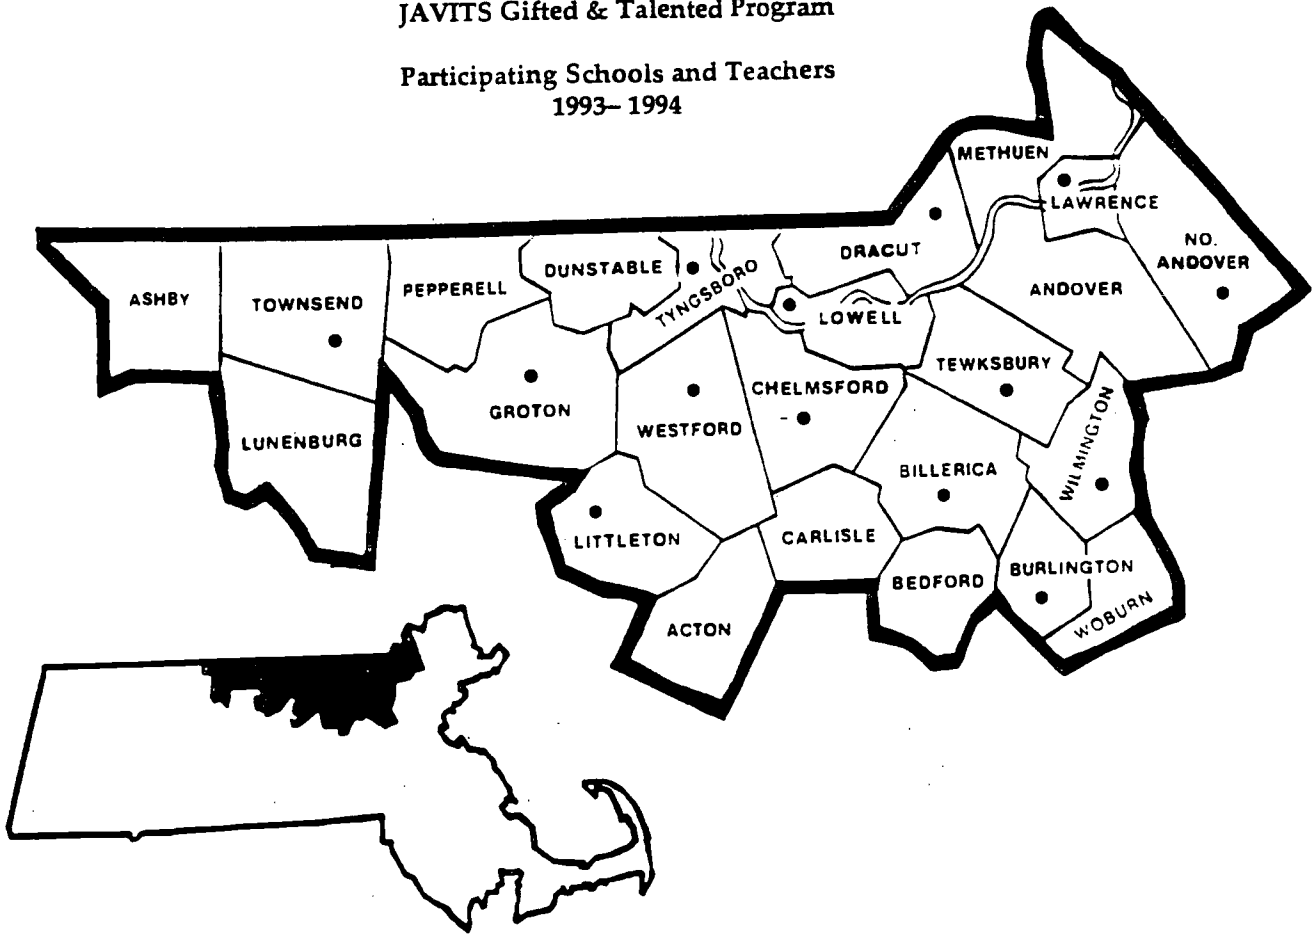 JAVITS Gifted & Talented Program
Participating Schools and Teachers
1993–1994
METHUEN
LAWRENCE
NO.
ANDOVER
DRACUT
DUNSTABLE
TYNGSBORO
PEPPERELL
ASHBY
TOWNSEND
ANDOVER
LOWELL
TEWKSBURY
CHELMSFORD
GROTON
WESTFORD
WILMINGTON
LUNENBURG
BILLERICA
LITTLETON
CARLISLE
BURLINGTON
BEDFORD
WOBURN
ACTON